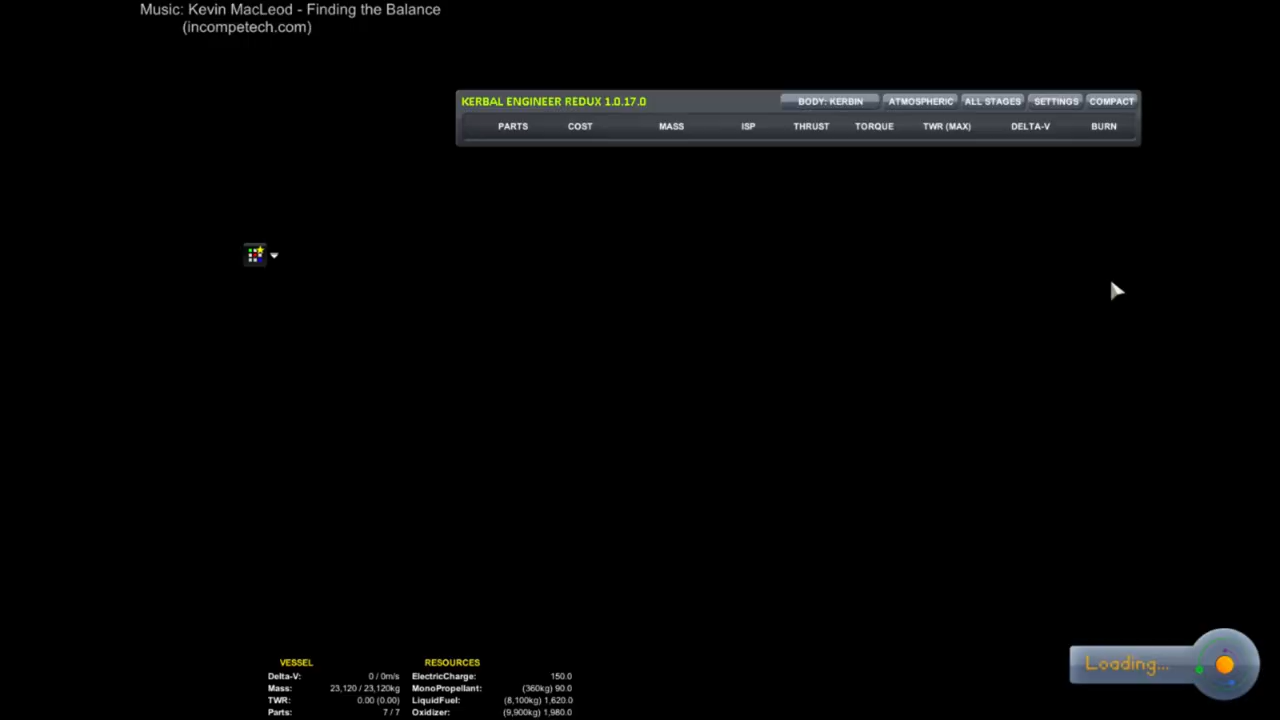 Music: Kevin MacLeod - Finding the Balance
(incompetech.com)
KERBAL ENGINEER REDUX 1.0.17.0 BODY: KERBIN ATMOSPHERIC ALL STAGES SETTINGS COMPACT
PARTS COST MASS ISP THRUST TORQUE TWR (MAX) DELTA-V BURN
Loading...
VESSEL RESOURCES
Delta-V: 0 / 0m/s ElectricCharge: 150.0
Mass: 23,120 / 23,120kg MonoPropellant: (360kg) 90.0
TWR: 0.00 (0.00) LiquidFuel: (8,100kg) 1,620.0
Parts: 7 / 7 Oxidizer: (9,900kg) 1,980.0